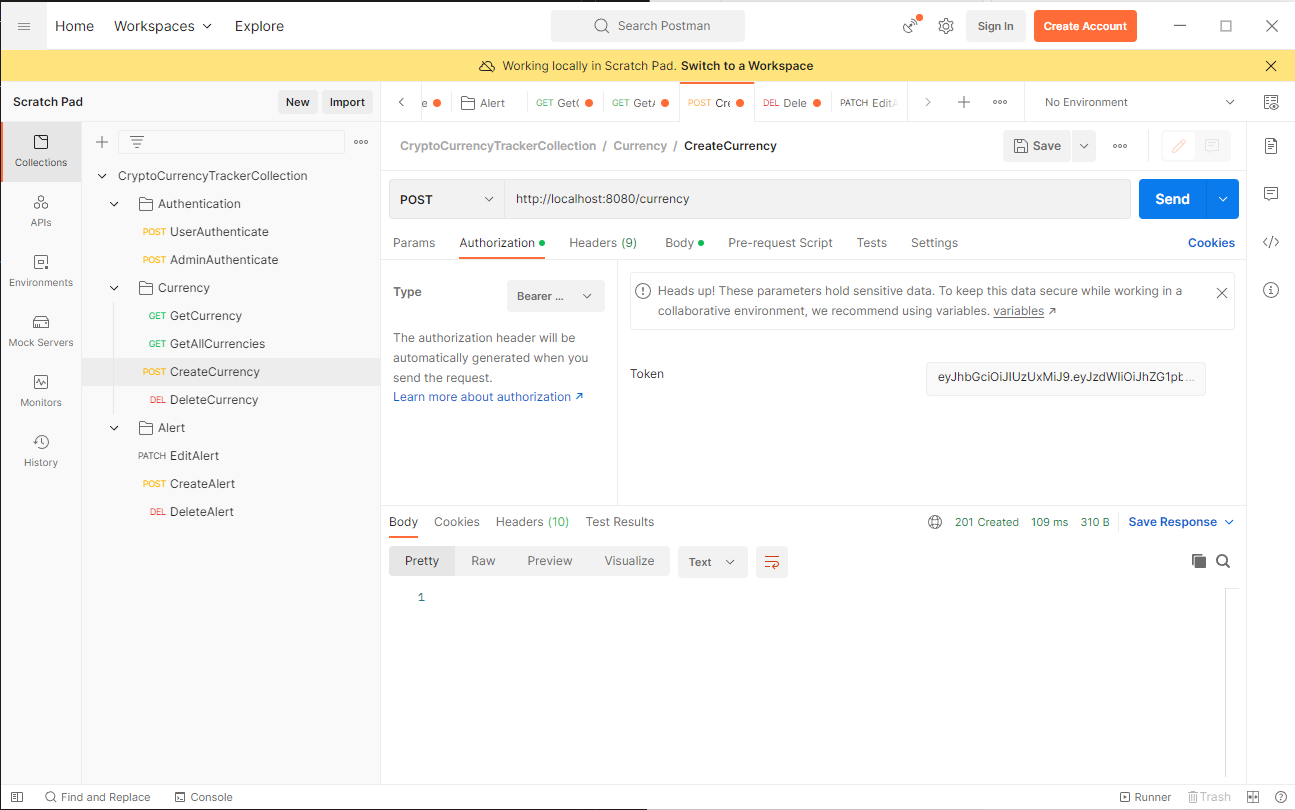 Home Workspaces Explore Search Postman Sign In Create Account
Working locally in Scratch Pad. Switch to a Workspace
Scratch Pad New Import
e Alert GET Get POST Cre DEL Dele PATCH EditA No Environment
Collections
APIs
Environments
Mock Servers
Monitors
History
CryptoCurrencyTrackerCollection
Authentication
POST UserAuthenticate
POST AdminAuthenticate
Currency
GET GetCurrency
GET GetAllCurrencies
POST CreateCurrency
DEL DeleteCurrency
Alert
PATCH EditAlert
POST CreateAlert
DEL DeleteAlert
CryptoCurrencyTrackerCollection / Currency / CreateCurrency Save
POST http://localhost:8080/currency Send
Params Authorization Headers (9) Body Pre-request Script Tests Settings Cookies
Type Bearer ...
The authorization header will be
automatically generated when you
send the request.
Learn more about authorization ↗
Heads up! These parameters hold sensitive data. To keep this data secure while working in a
collaborative environment, we recommend using variables. variables ↗
Token eyJhbGciOiJIUzUxMiJ9.eyJzdWIiOiJhZG1pb...
Body Cookies Headers (10) Test Results 201 Created 109 ms 310 B Save Response
Pretty Raw Preview Visualize Text
1
Find and Replace Console Runner Trash